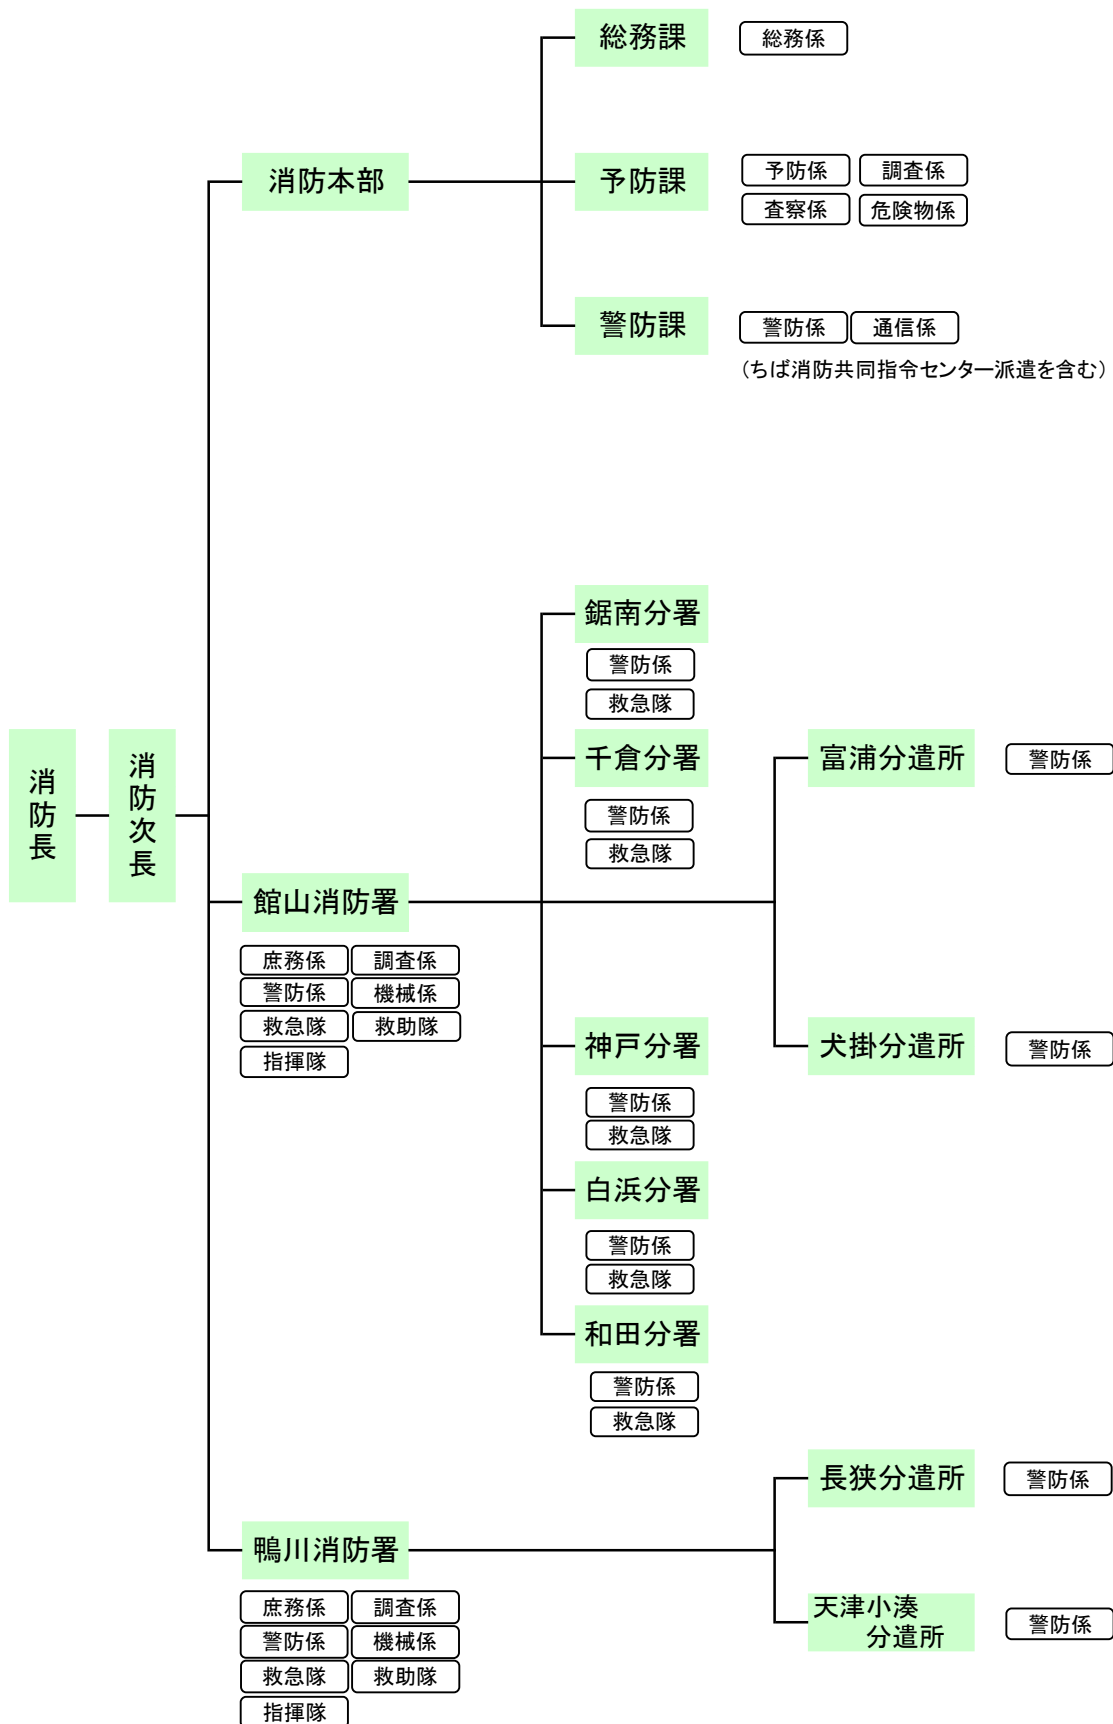 総務課
総務係
消防本部
予防課
予防係
調査係
査察係
危険物係
警防課
警防係
通信係
(ちば消防共同指令センター派遣を含む)
消防長
消防次長
館山消防署
庶務係
調査係
警防係
機械係
救急隊
救助隊
指揮隊
鋸南分署
警防係
救急隊
千倉分署
警防係
救急隊
富浦分遣所
警防係
犬掛分遣所
警防係
神戸分署
警防係
救急隊
白浜分署
警防係
救急隊
和田分署
警防係
救急隊
鴨川消防署
庶務係
調査係
警防係
機械係
救急隊
救助隊
指揮隊
長狭分遣所
警防係
天津小湊
分遣所
警防係